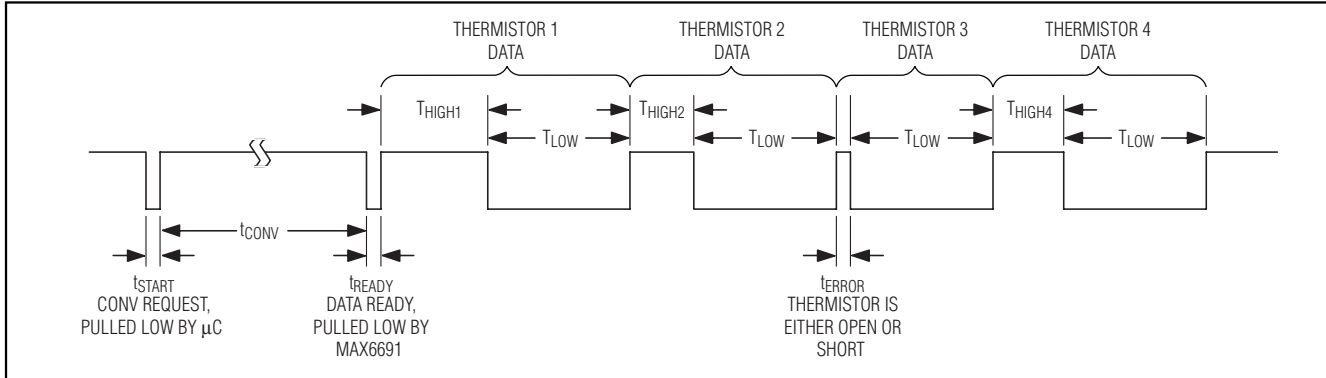 THERMISTOR 1
DATA
THERMISTOR 2
DATA
THERMISTOR 3
DATA
THERMISTOR 4
DATA
THIGH1
TLOW
THIGH2
TLOW
TLOW
THIGH4
TLOW
tCONV
tSTART
CONV REQUEST,
PULLED LOW BY μC
tREADY
DATA READY,
PULLED LOW BY
MAX6691
tERROR
THERMISTOR IS
EITHER OPEN OR
SHORT